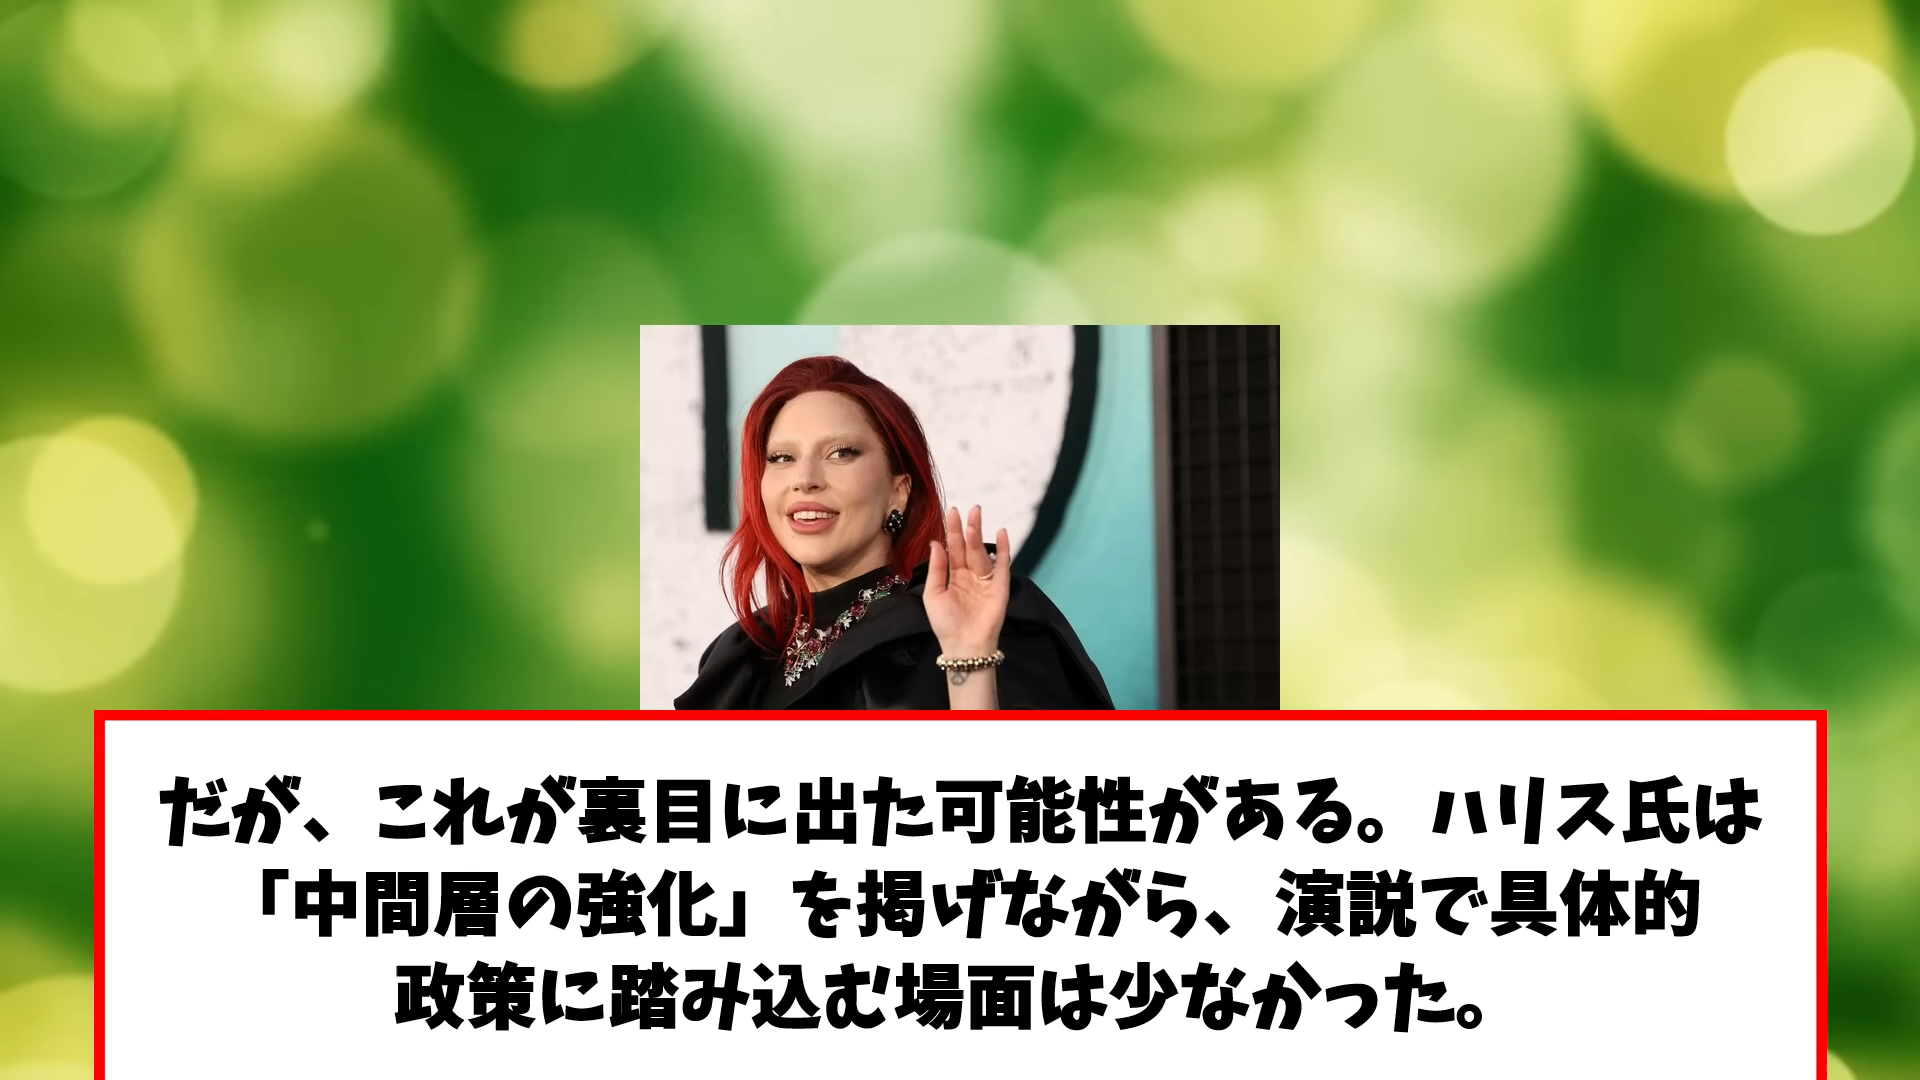 だが、これが裏目に出た可能性がある。ハリス氏は
「中間層の強化」を掲げながら、演説で具体的
政策に踏み込む場面は少なかった。